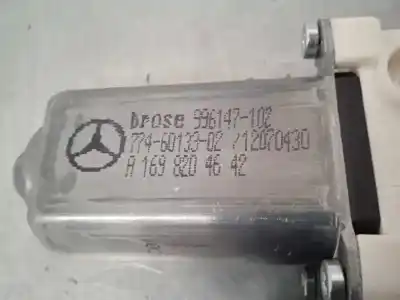 brose 996147-102
774-60133-02 /12070430
A 169 820 46 42